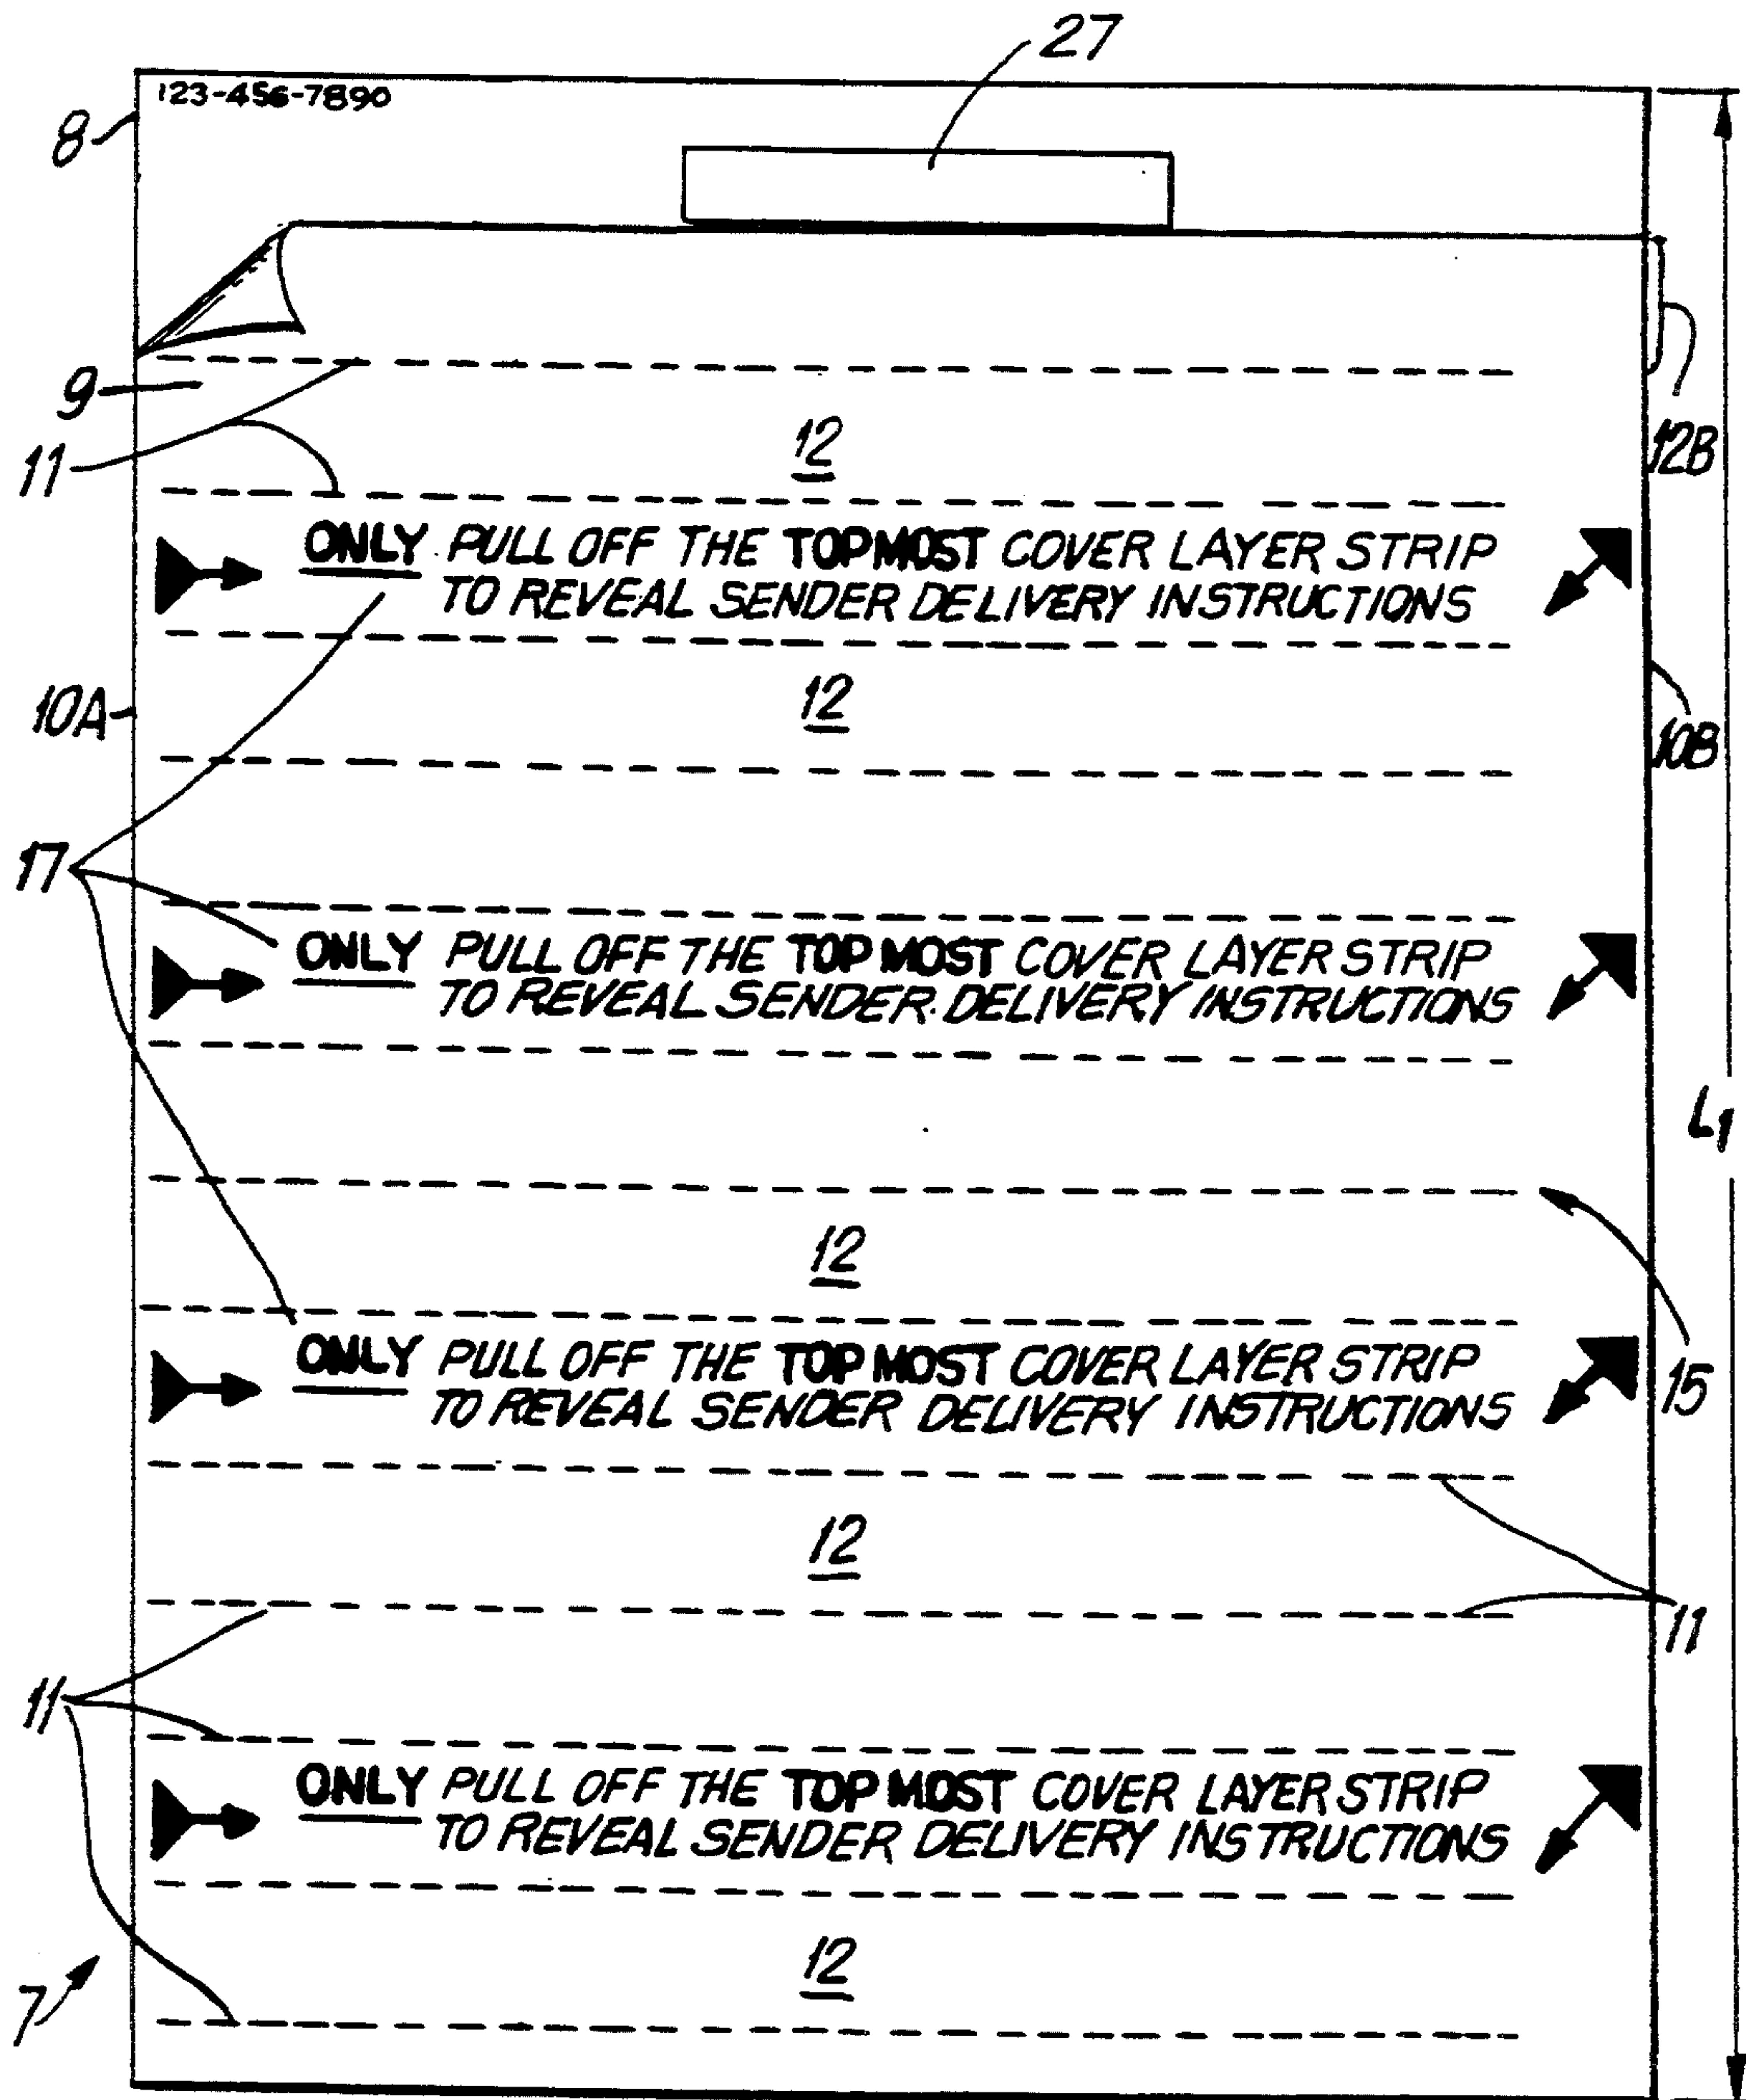 27
123-456-7890
8
9
12
12B
11
ONLY PULL OFF THE TOPMOST COVER LAYER STRIP
TO REVEAL SENDER DELIVERY INSTRUCTIONS
10A
12
10B
17
ONLY PULL OFF THE TOP MOST COVER LAYER STRIP
TO REVEAL SENDER DELIVERY INSTRUCTIONS
L1
12
ONLY PULL OFF THE TOP MOST COVER LAYER STRIP
TO REVEAL SENDER DELIVERY INSTRUCTIONS
15
12
11
11
ONLY PULL OFF THE TOP MOST COVER LAYER STRIP
TO REVEAL SENDER DELIVERY INSTRUCTIONS
12
7